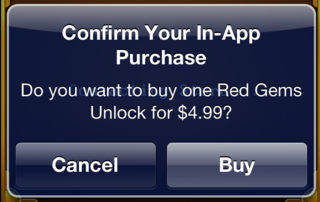 Confirm Your In-App
Purchase
Do you want to buy one Red Gems
Unlock for $4.99?
Cancel
Buy